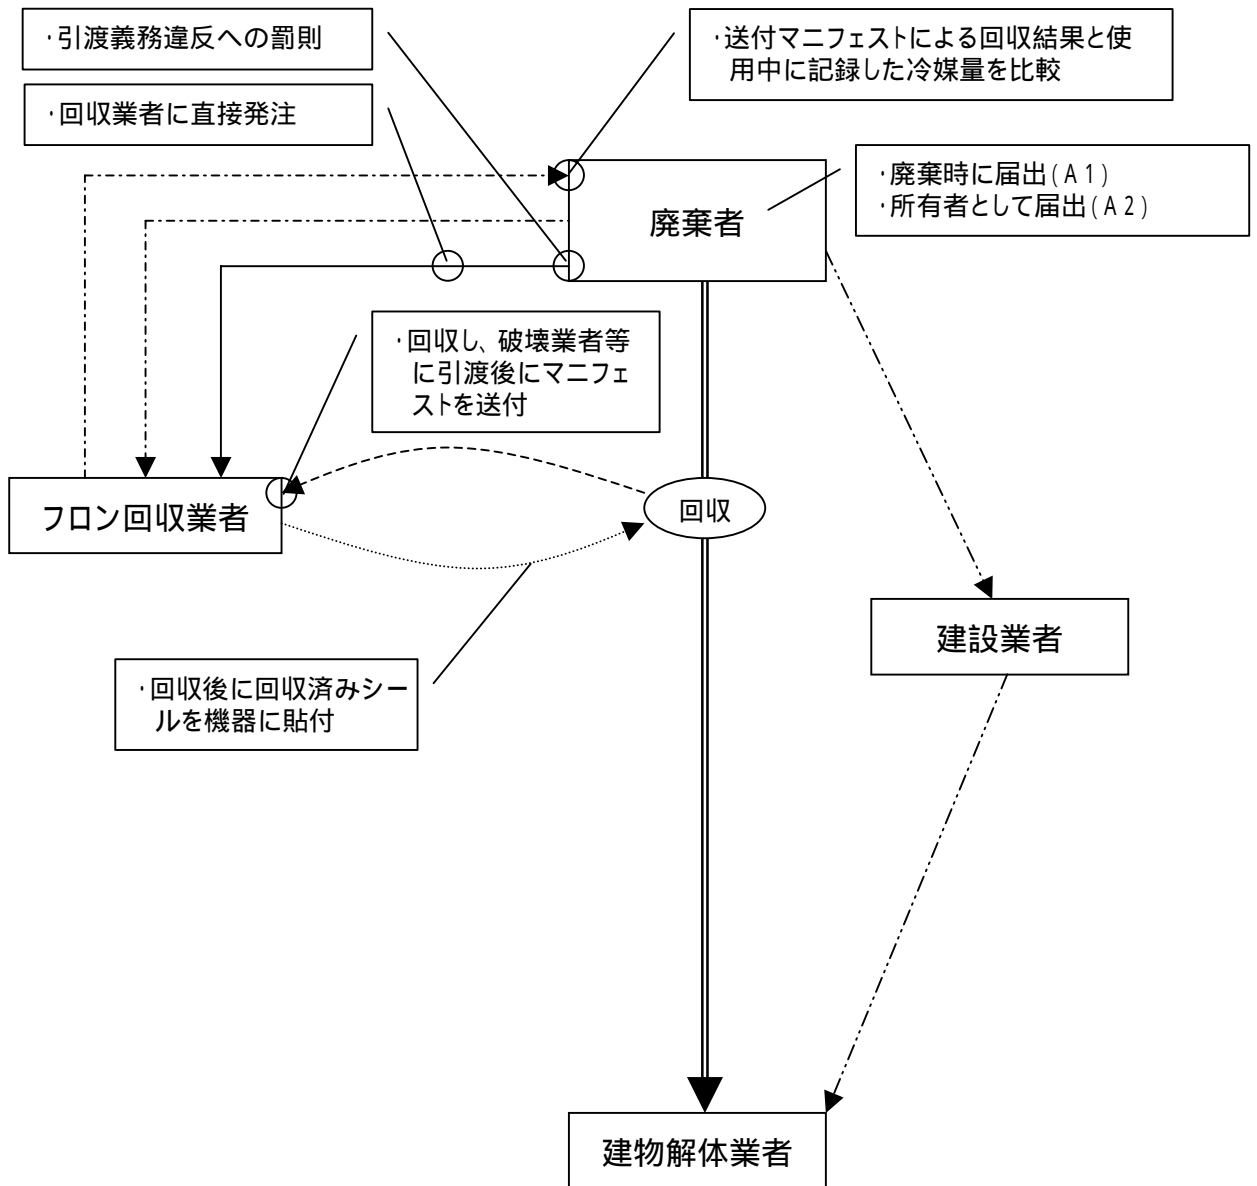 ・引渡義務違反への罰則
・送付マニフェストによる回収結果と使
用中に記録した冷媒量を比較
・回収業者に直接発注
・廃棄時に届出(A1)
・所有者として届出(A2)
廃棄者
・回収し、破壊業者等
に引渡後にマニフェ
ストを送付
フロン回収業者
回収
建設業者
・回収後に回収済みシー
ルを機器に貼付
建物解体業者